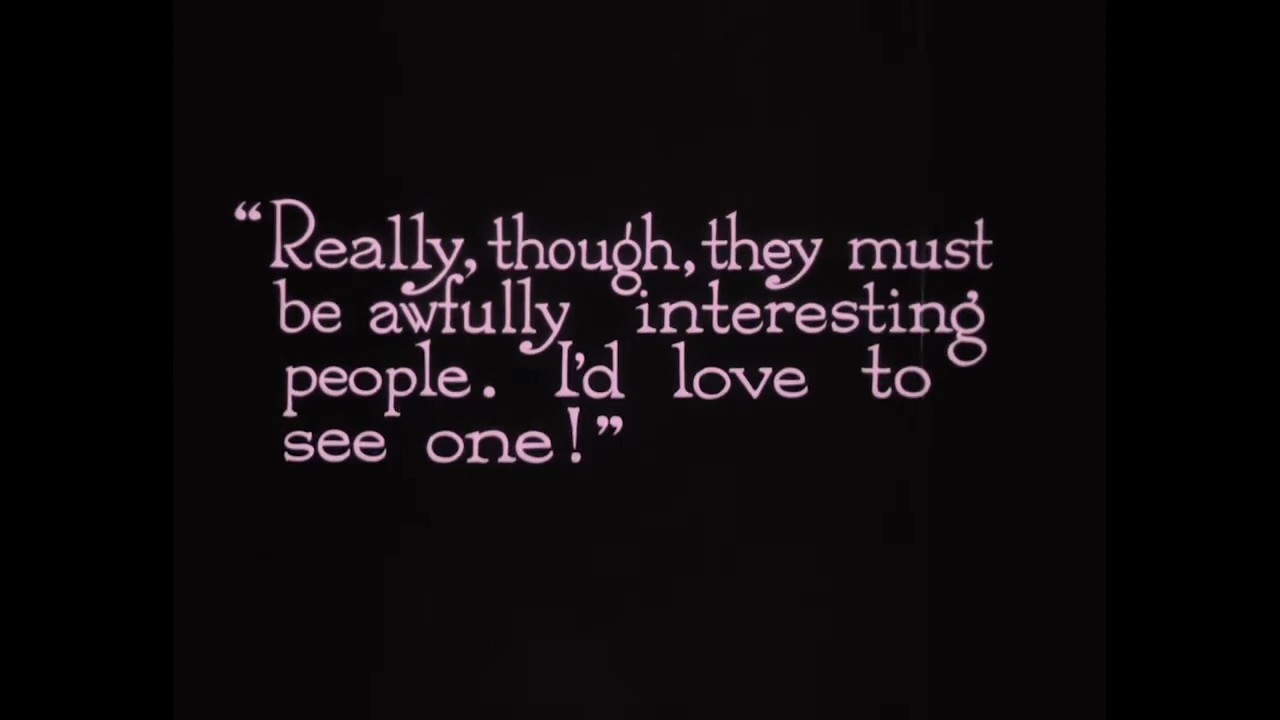 “Really, though, they must
be awfully interesting
people. I’d love to
see one!”